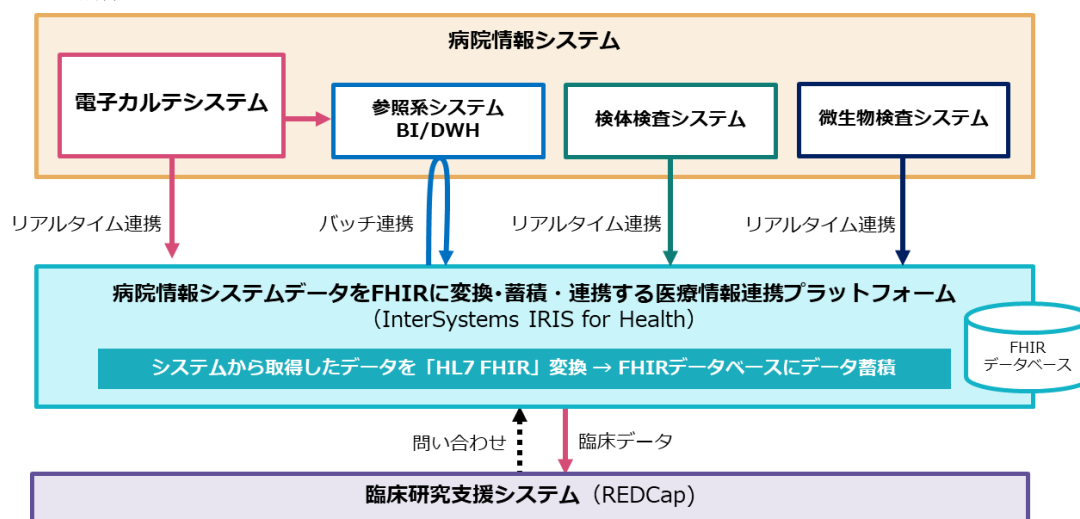 病院情報システム
電子カルテシステム
参照系システム
BI/DWH
検体検査システム
微生物検査システム
リアルタイム連携
バッチ連携
リアルタイム連携
リアルタイム連携
病院情報システムデータをFHIRに変換・蓄積・連携する医療情報連携プラットフォーム
（InterSystems IRIS for Health）
システムから取得したデータを「HL7 FHIR」変換 → FHIRデータベースにデータ蓄積
FHIR
データベース
問い合わせ
臨床データ
臨床研究支援システム（REDCap）